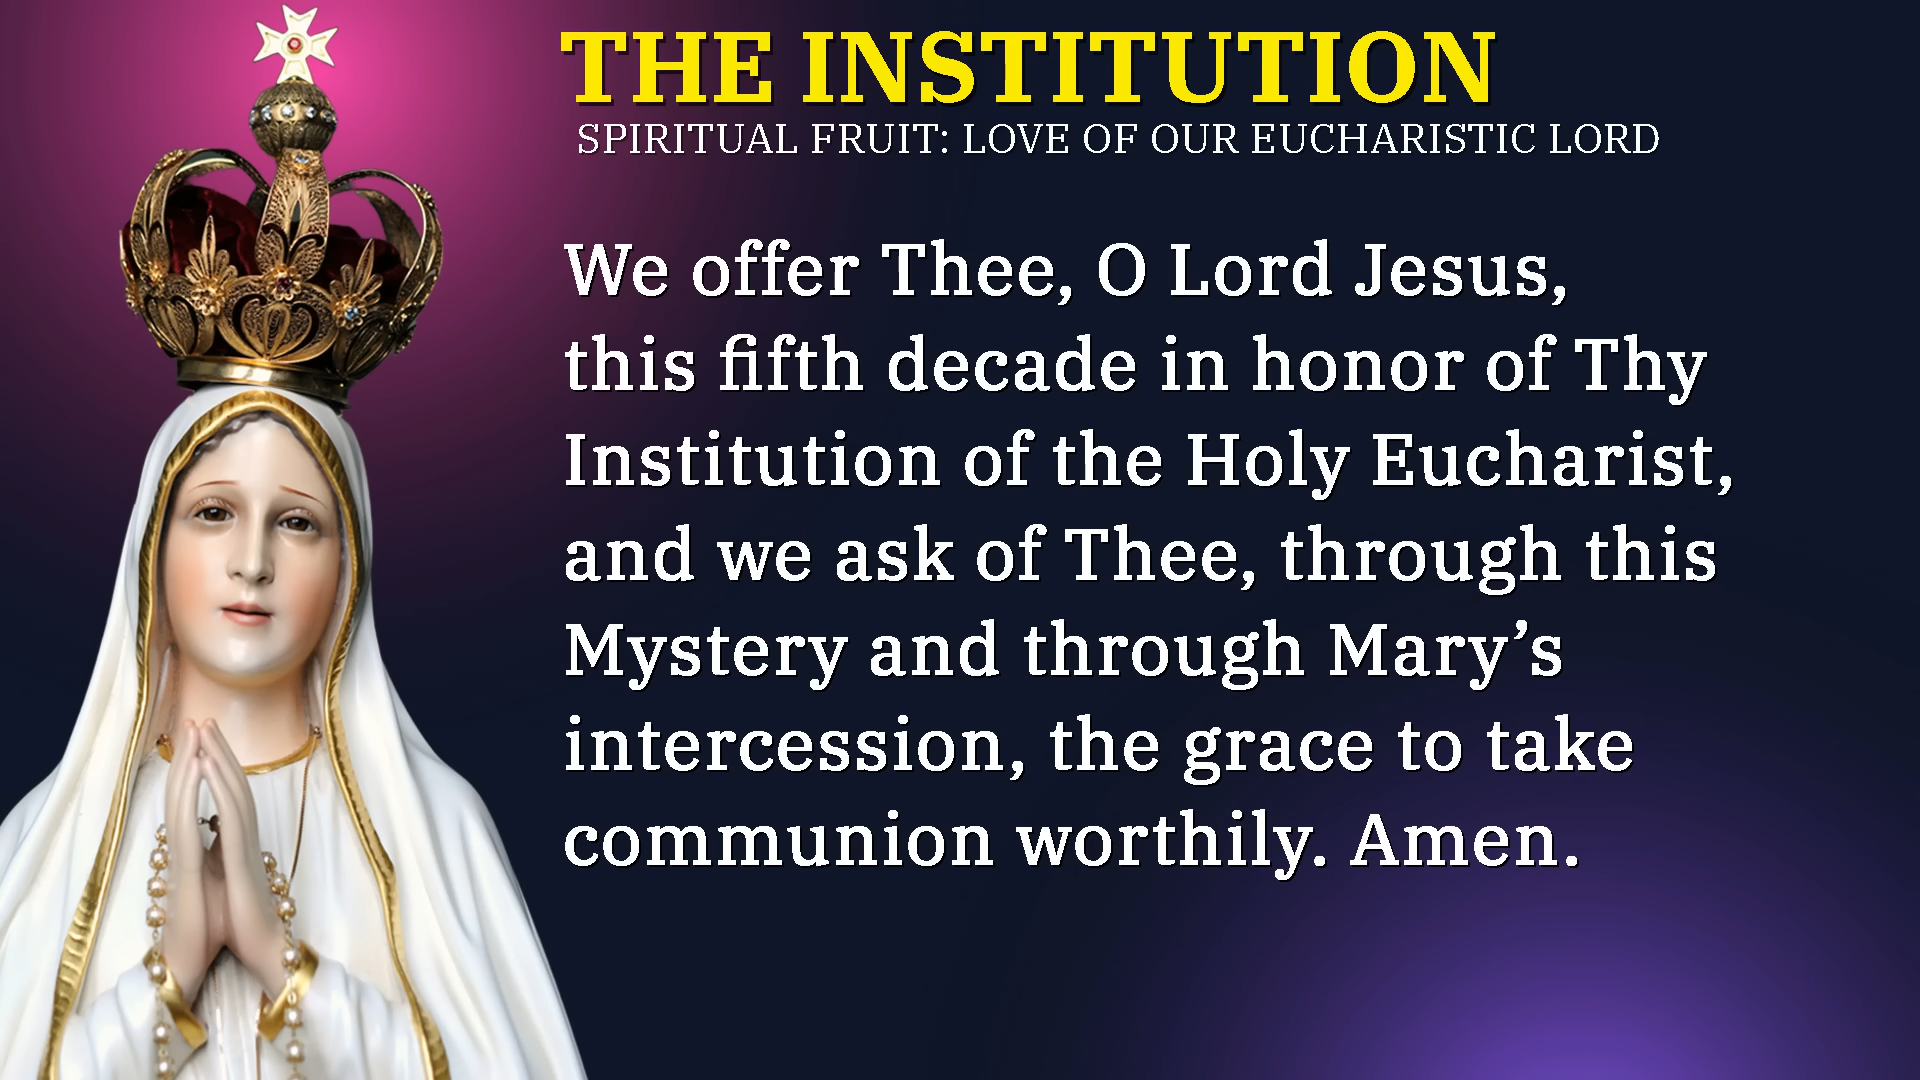 THE INSTITUTION
SPIRITUAL FRUIT: LOVE OF OUR EUCHARISTIC LORD
We offer Thee, O Lord Jesus,
this fifth decade in honor of Thy
Institution of the Holy Eucharist,
and we ask of Thee, through this
Mystery and through Mary’s
intercession, the grace to take
communion worthily. Amen.